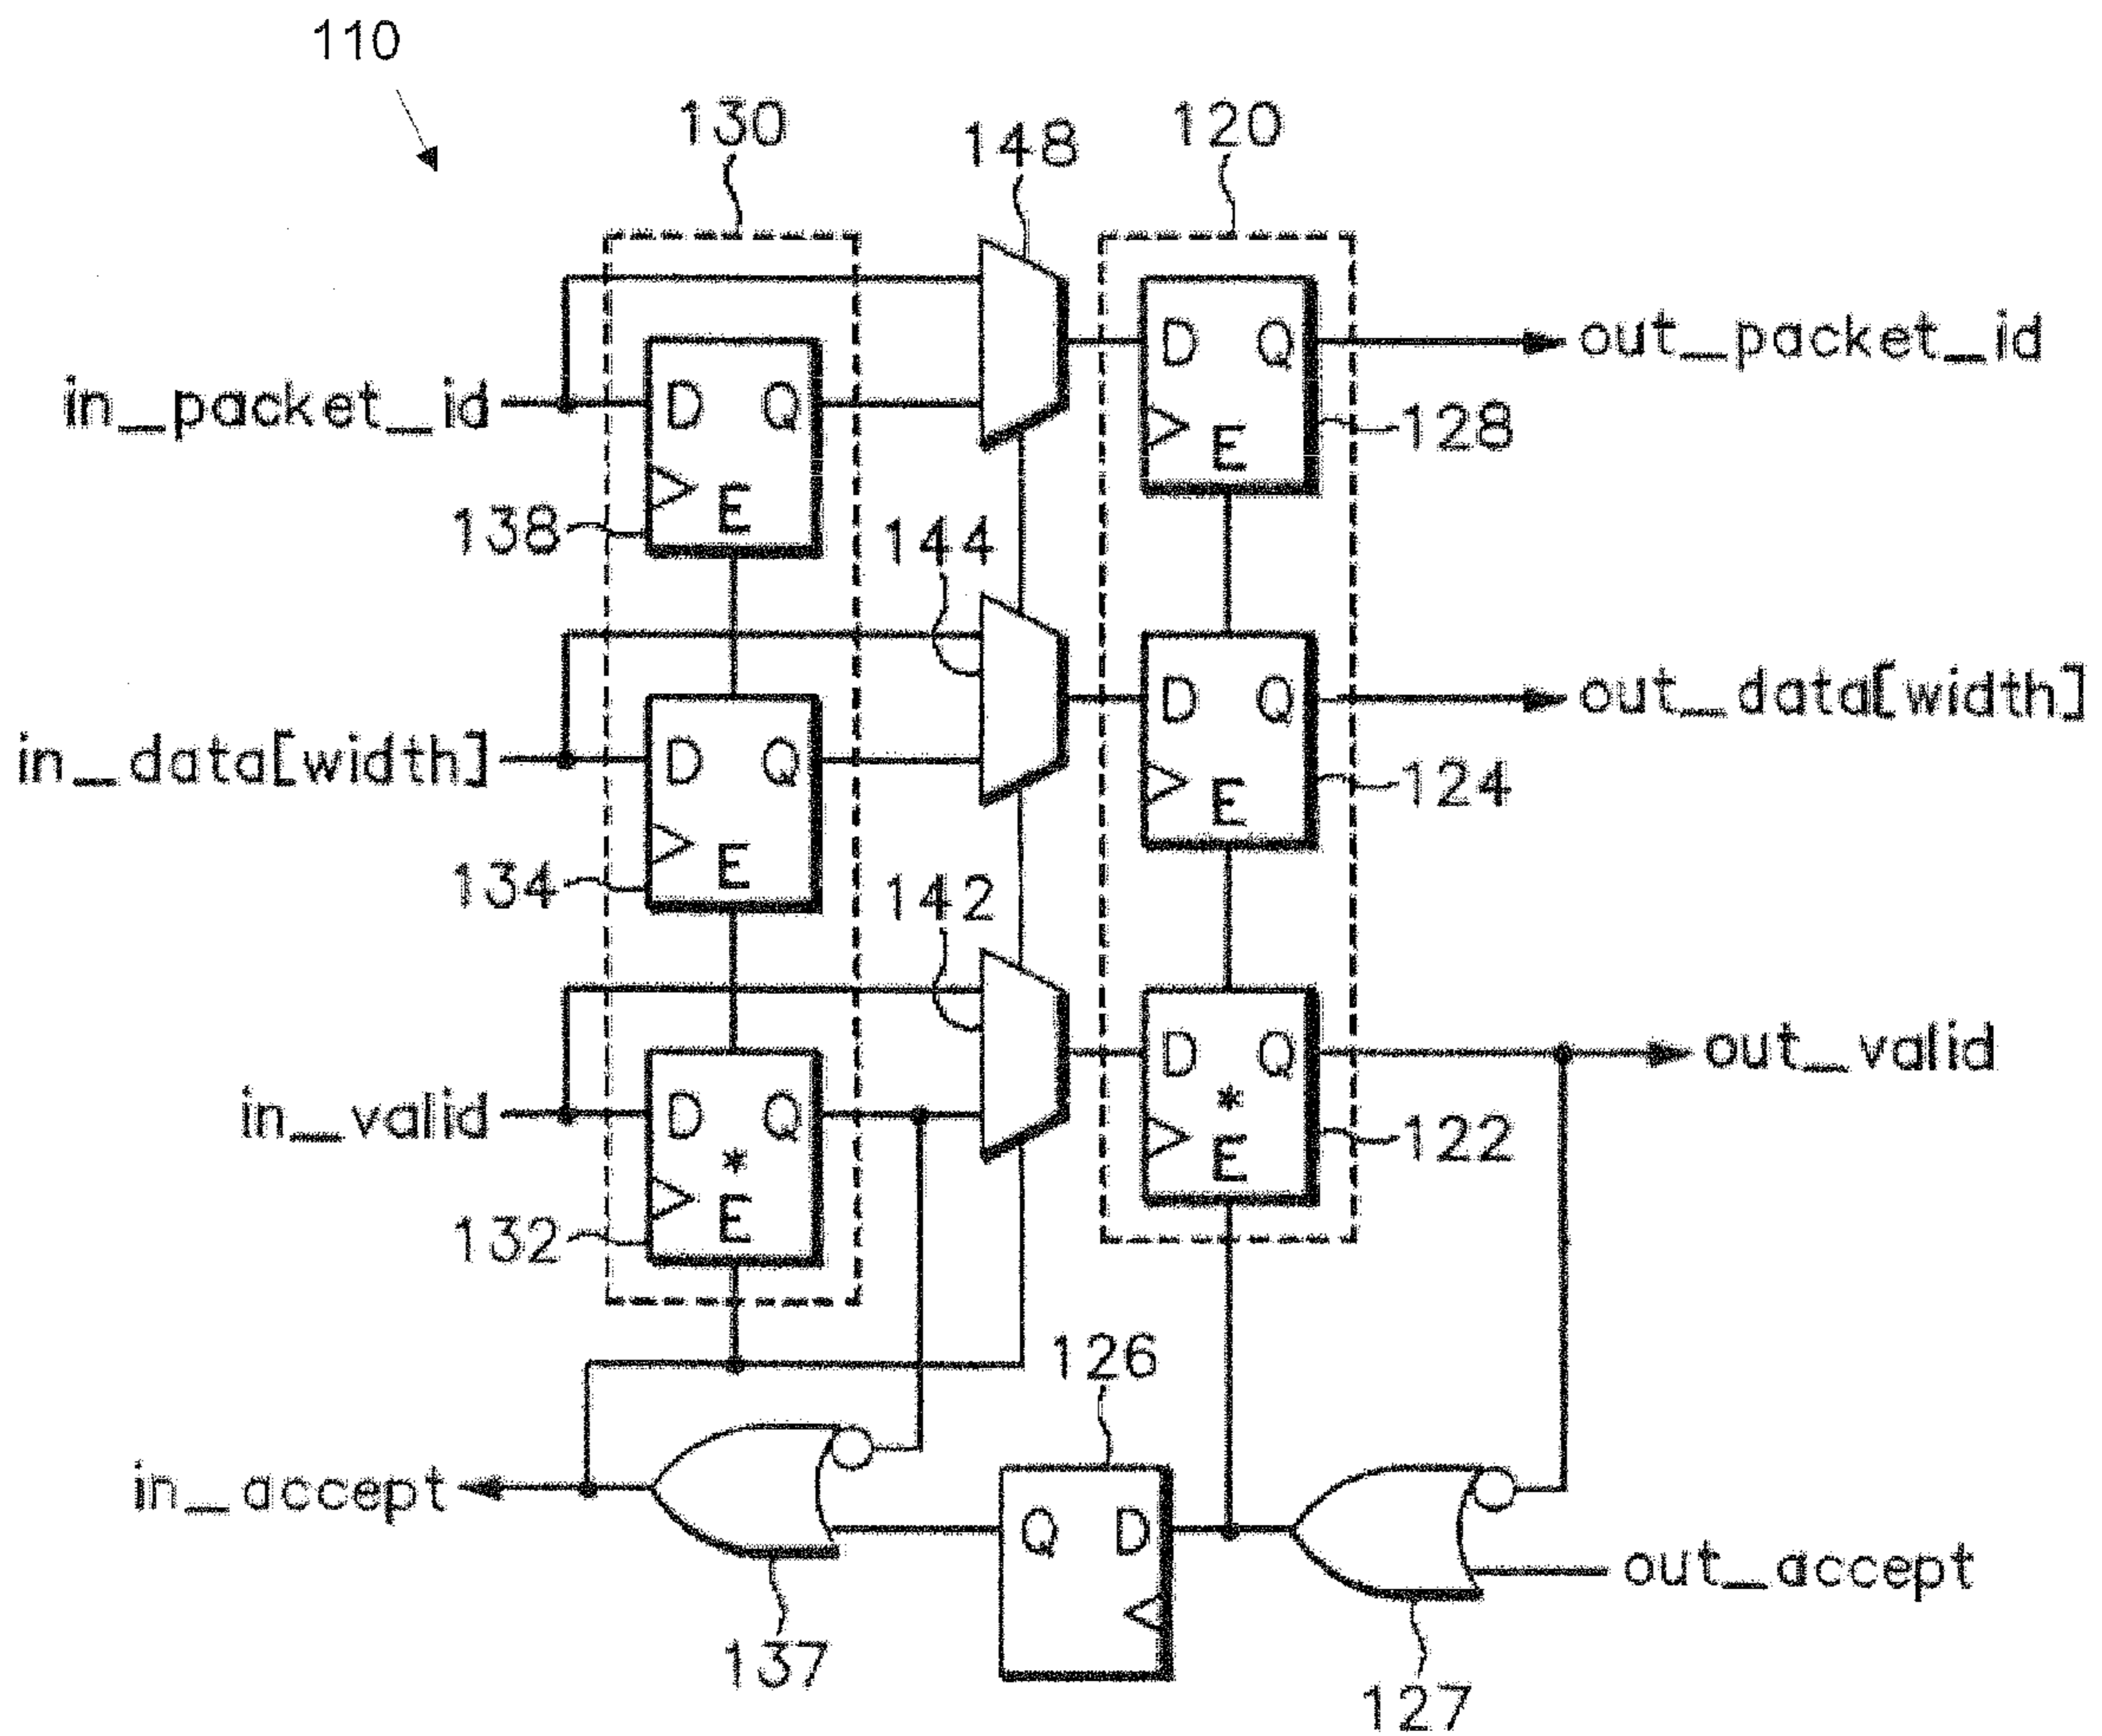 110
130
148
120
in_packet_id
D Q
E
138
D Q
E
128
out_packet_id
144
in_data[width]
D Q
E
134
D Q
E
124
out_data[width]
142
in_valid
D Q
*
E
132
D Q
*
E
122
out_valid
126
in_accept
137
Q D
127
out_accept